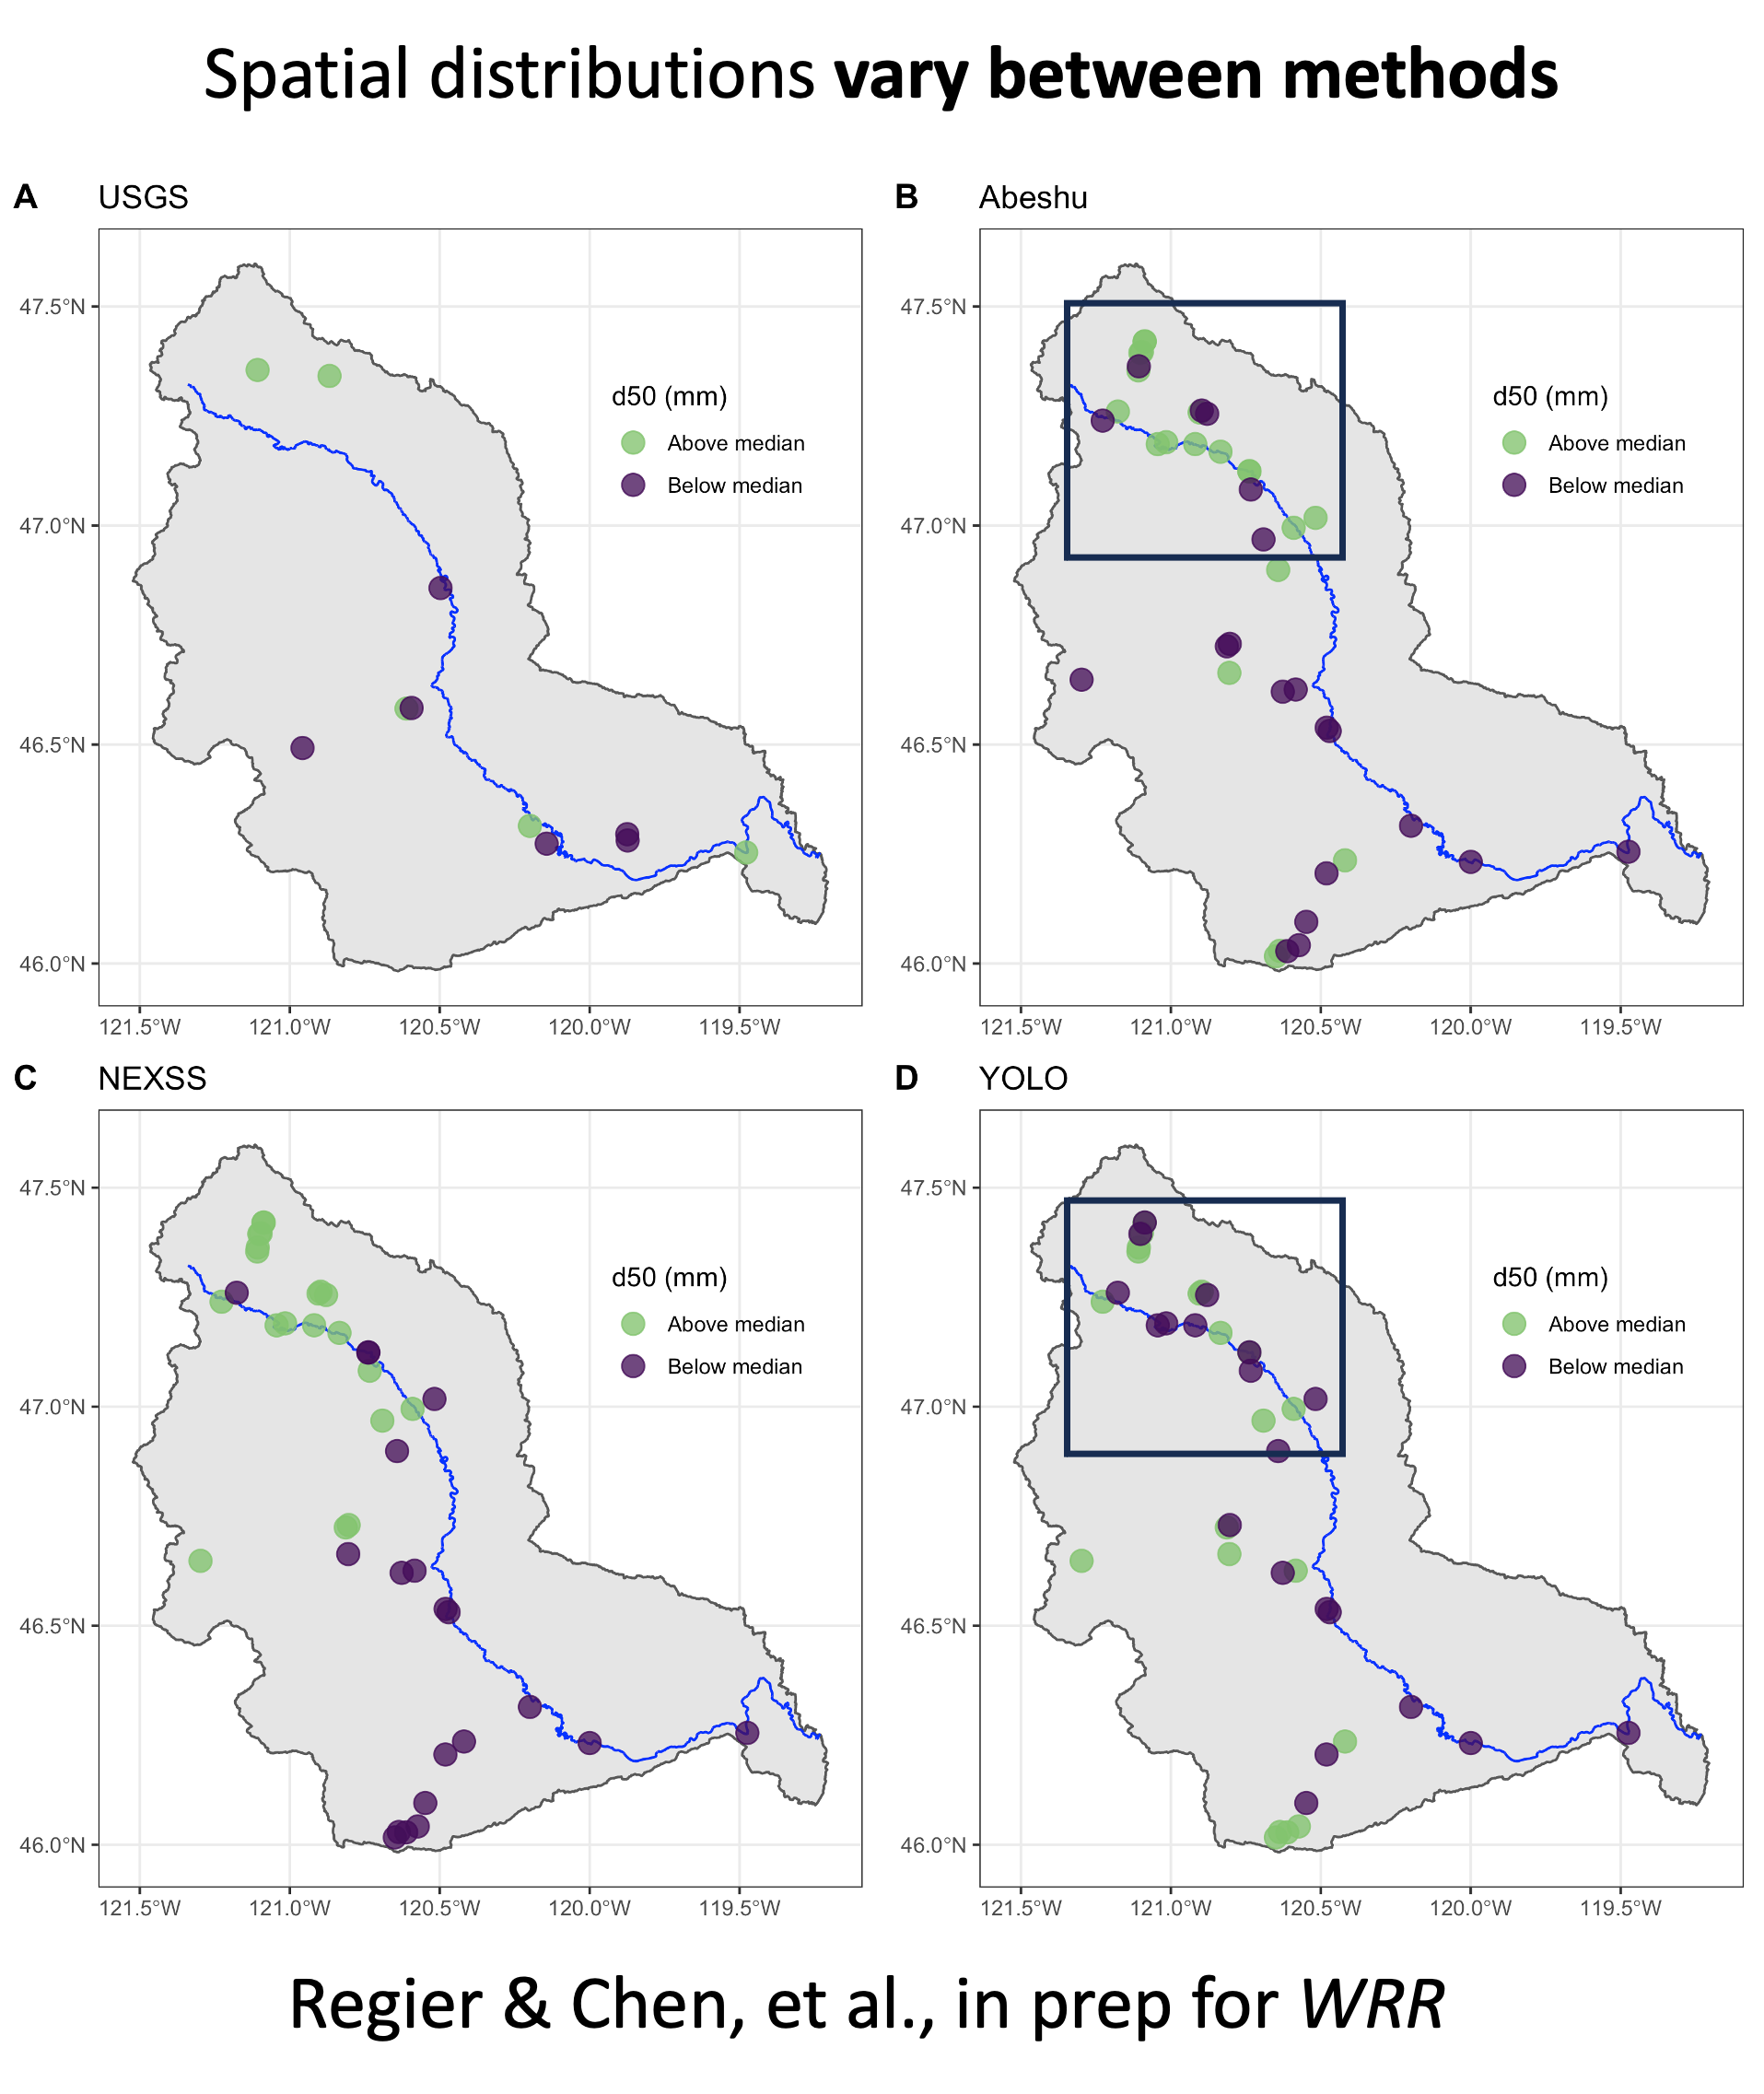 Spatial distributions vary between methods
A USGS
47.5°N
47.0°N
46.5°N
46.0°N
121.5°W 121.0°W 120.5°W 120.0°W 119.5°W
d50 (mm)
Above median
Below median
B Abeshu
47.5°N
47.0°N
46.5°N
46.0°N
121.5°W 121.0°W 120.5°W 120.0°W 119.5°W
d50 (mm)
Above median
Below median
C NEXSS
47.5°N
47.0°N
46.5°N
46.0°N
121.5°W 121.0°W 120.5°W 120.0°W 119.5°W
d50 (mm)
Above median
Below median
D YOLO
47.5°N
47.0°N
46.5°N
46.0°N
121.5°W 121.0°W 120.5°W 120.0°W 119.5°W
d50 (mm)
Above median
Below median
Regier & Chen, et al., in prep for WRR